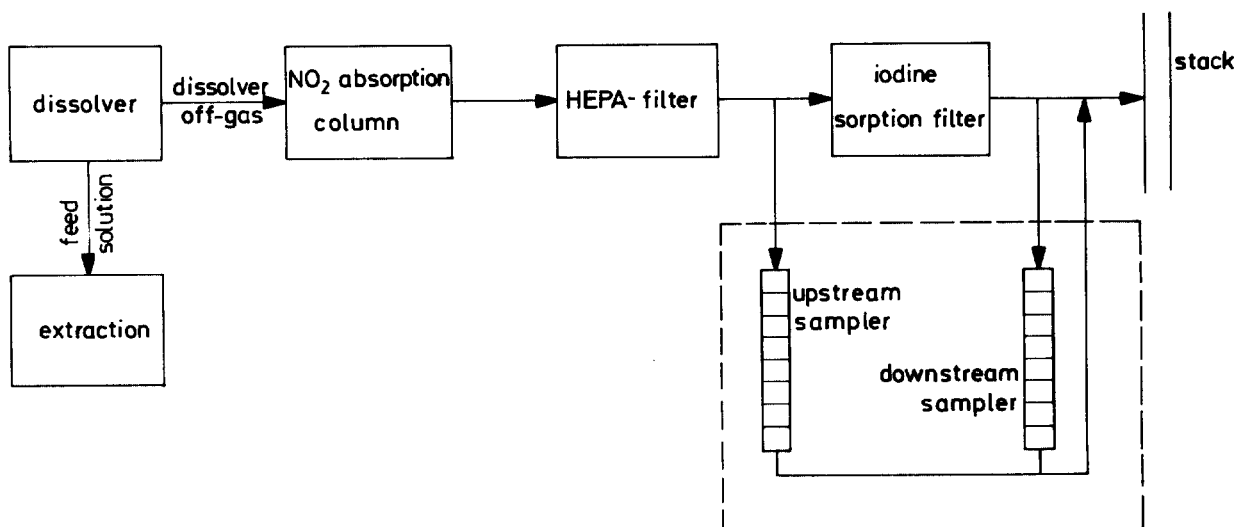 dissolver
dissolver
off-gas
NO₂ absorption
column
HEPA-filter
iodine
sorption filter
stack
feed
solution
extraction
upstream
sampler
downstream
sampler